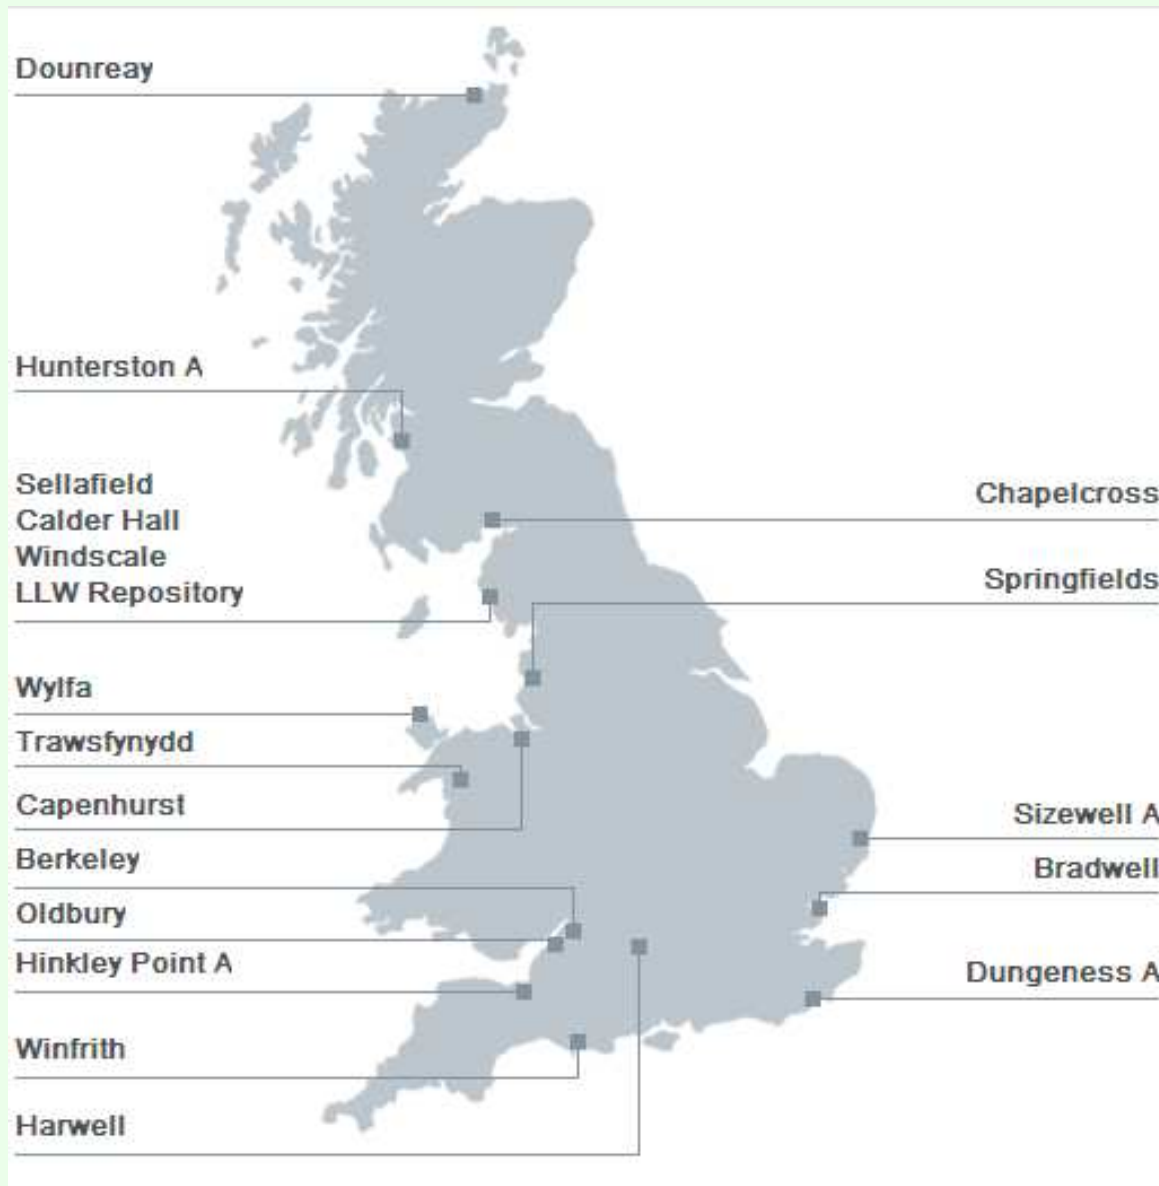 Dounreay
Hunterston A
Sellafield
Calder Hall
Windscale
LLW Repository
Chapelcross
Springfields
Wylfa
Trawsfynydd
Capenhurst
Berkeley
Oldbury
Hinkley Point A
Winfrith
Harwell
Sizewell A
Bradwell
Dungeness A